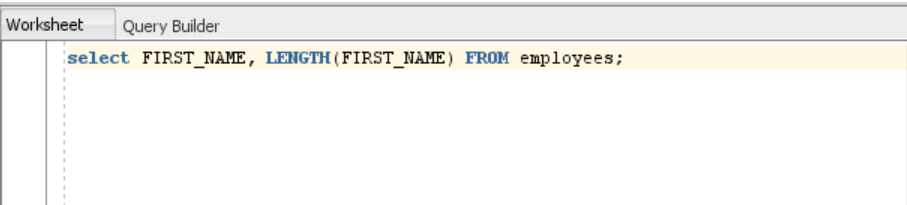 Worksheet Query Builder
select FIRST_NAME, LENGTH(FIRST_NAME) FROM employees;